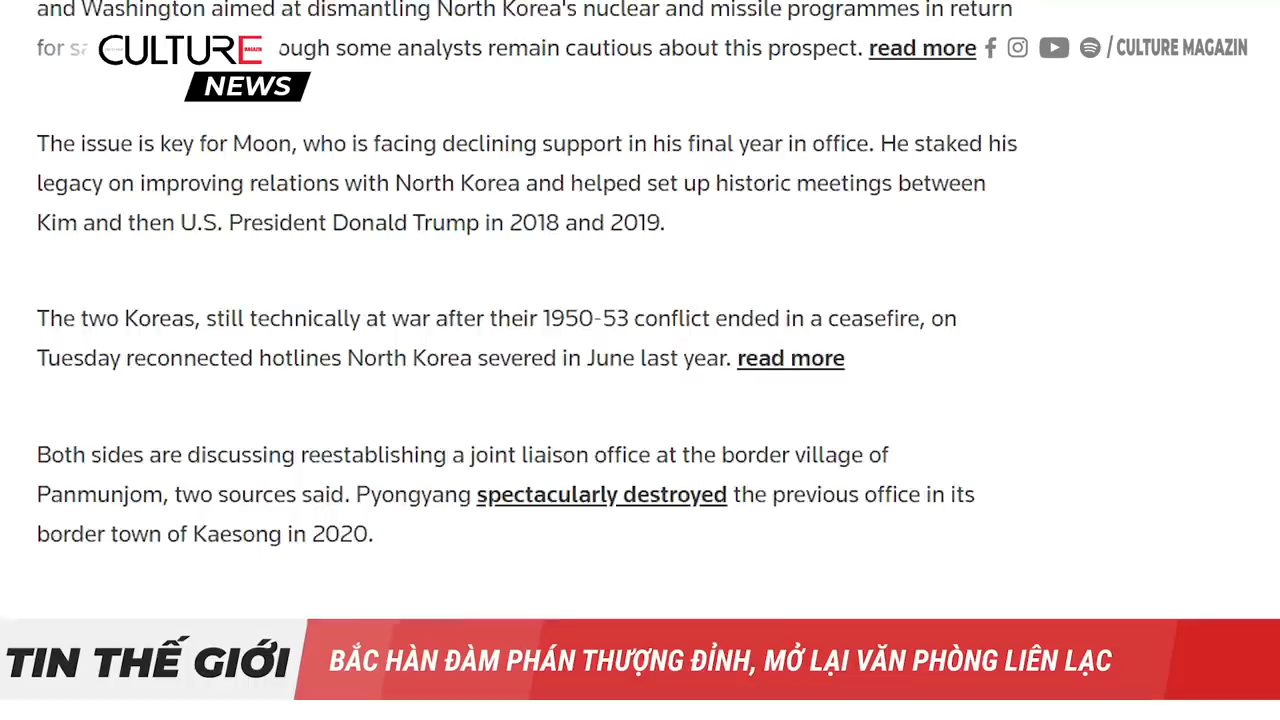 and Washington aimed at dismantling North Korea's nuclear and missile programmes in return
for ough some analysts remain cautious about this prospect. read more
CULTURE MAGAZIN
NEWS
/ CULTURE MAGAZIN
The issue is key for Moon, who is facing declining support in his final year in office. He staked his
legacy on improving relations with North Korea and helped set up historic meetings between
Kim and then U.S. President Donald Trump in 2018 and 2019.
The two Koreas, still technically at war after their 1950-53 conflict ended in a ceasefire, on
Tuesday reconnected hotlines North Korea severed in June last year. read more
Both sides are discussing reestablishing a joint liaison office at the border village of
Panmunjom, two sources said. Pyongyang spectacularly destroyed the previous office in its
border town of Kaesong in 2020.
TIN THẾ GIỚI
BẮC HÀN ĐÀM PHÁN THƯỢNG ĐỈNH, MỞ LẠI VĂN PHÒNG LIÊN LẠC